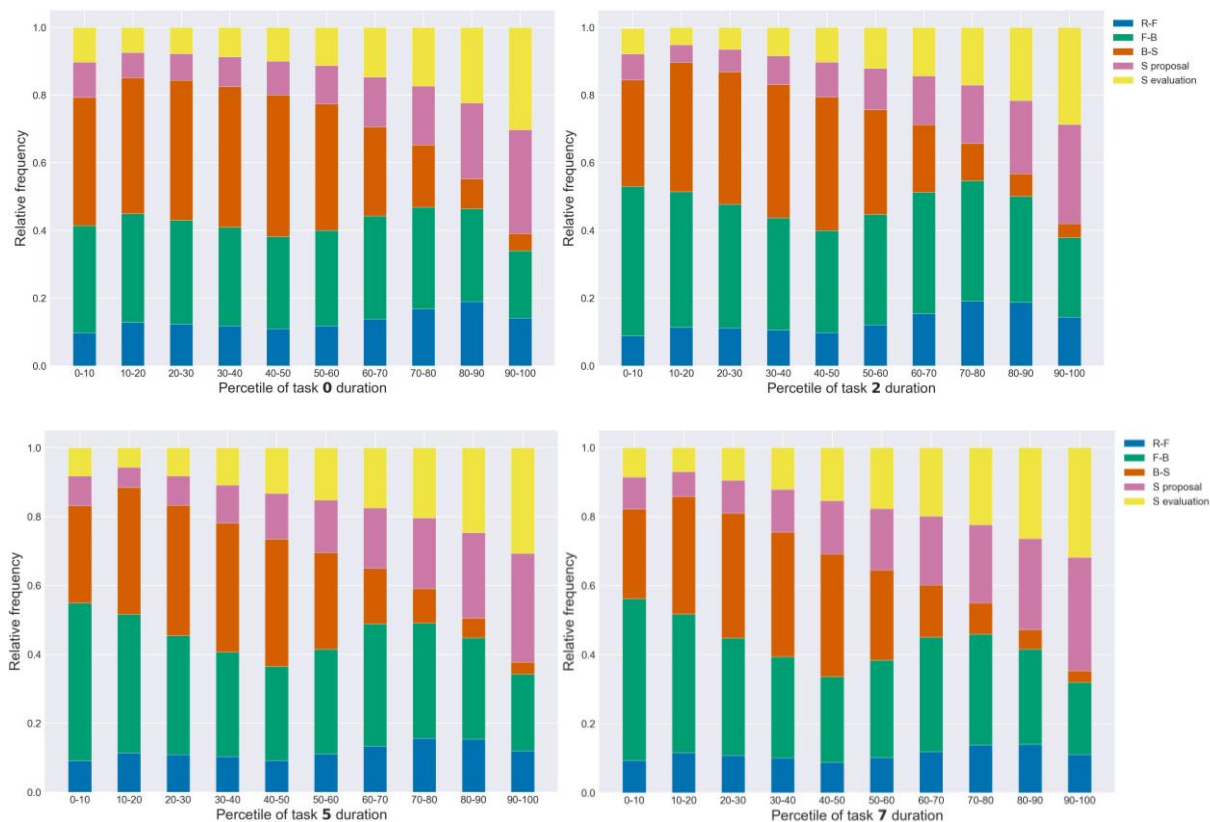 1.0
0.8
0.6
0.4
0.2
0.0
Relative frequency
0-10 10-20 20-30 30-40 40-50 50-60 60-70 70-80 80-90 90-100
Percetile of task 0 duration
1.0
0.8
0.6
0.4
0.2
0.0
Relative frequency
0-10 10-20 20-30 30-40 40-50 50-60 60-70 70-80 80-90 90-100
Percetile of task 2 duration
R-F
F-B
B-S
S proposal
S evaluation
1.0
0.8
0.6
0.4
0.2
0.0
Relative frequency
0-10 10-20 20-30 30-40 40-50 50-60 60-70 70-80 80-90 90-100
Percetile of task 5 duration
1.0
0.8
0.6
0.4
0.2
0.0
Relative frequency
0-10 10-20 20-30 30-40 40-50 50-60 60-70 70-80 80-90 90-100
Percetile of task 7 duration
R-F
F-B
B-S
S proposal
S evaluation